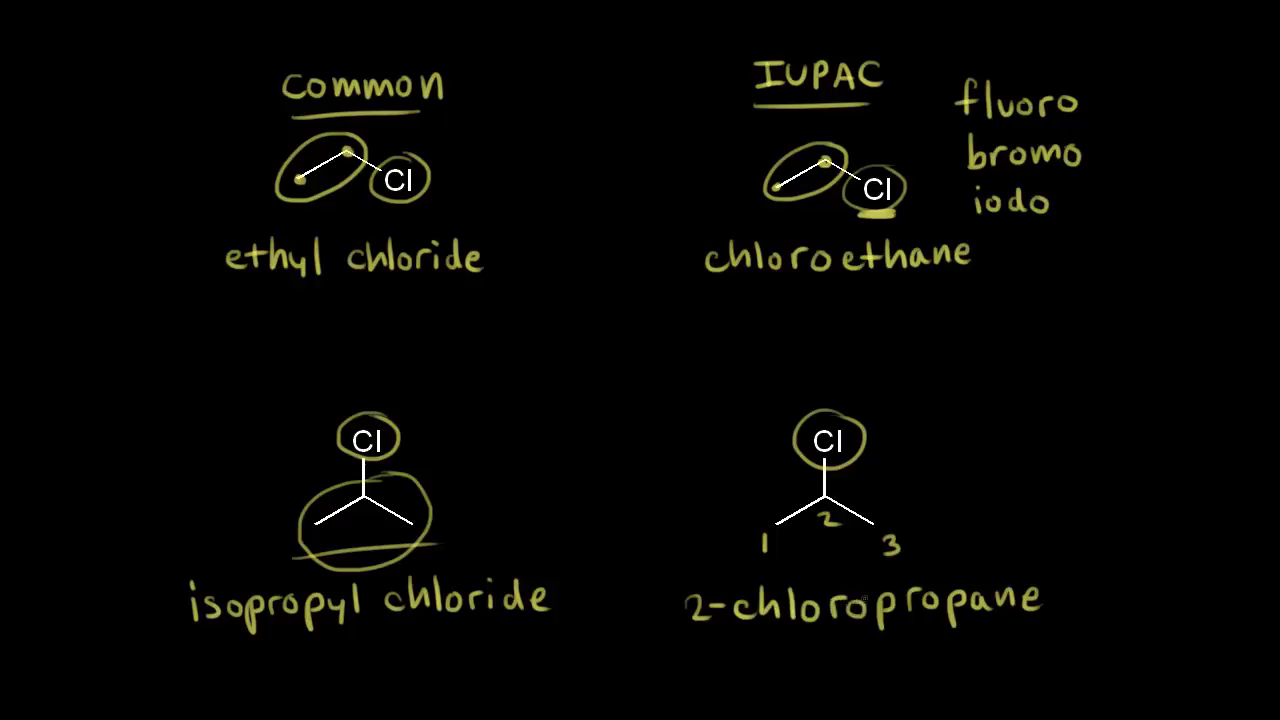 common
Cl
ethyl chloride
IUPAC
fluoro
bromo
iodo
Cl
chloroethane
Cl
isopropyl chloride
Cl
1 2 3
2-chloropropane